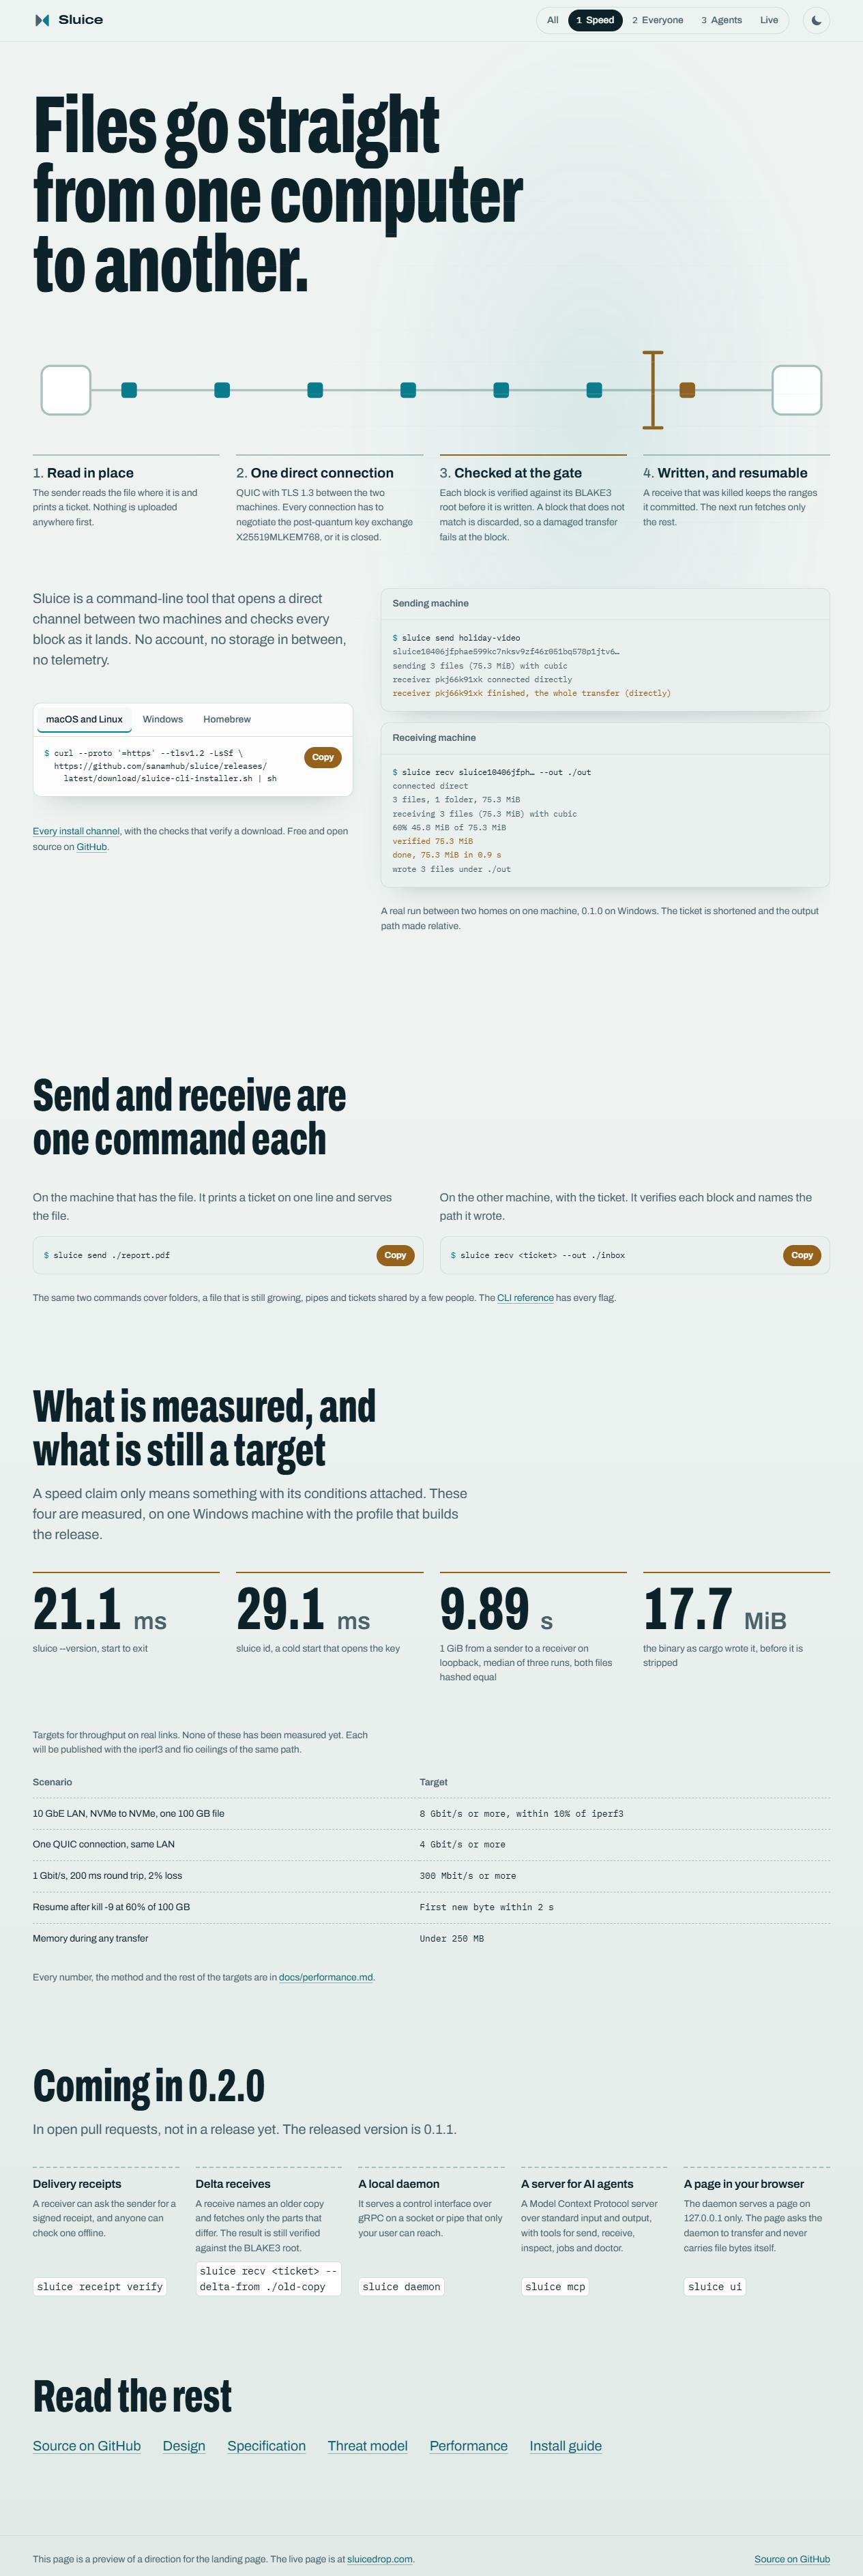 Sluice
All
1 Speed
2 Everyone
3 Agents
Live
Files go straight
from one computer
to another.
1. Read in place
The sender reads the file where it is and
prints a ticket. Nothing is uploaded
anywhere first.
2. One direct connection
QUIC with TLS 1.3 between the two
machines. Every connection has to
negotiate the post-quantum key exchange
X25519MLKEM768, or it is closed.
3. Checked at the gate
Each block is verified against its BLAKE3
root before it is written. A block that does not
match is discarded, so a damaged transfer
fails at the block.
4. Written, and resumable
A receive that was killed keeps the ranges
it committed. The next run fetches only
the rest.
Sluice is a command-line tool that opens a direct
channel between two machines and checks every
block as it lands. No account, no storage in between,
no telemetry.
macOS and Linux
Windows
Homebrew
$ curl --proto '=https' --tlsv1.2 -LsSf \
https://github.com/sanamhub/sluice/releases/
latest/download/sluice-cli-installer.sh | sh
Copy
Every install channel, with the checks that verify a download. Free and open
source on GitHub.
Sending machine
$ sluice send holiday-video
sending 3 files (75.3 MiB) with cubic
receiver pkj66k91xk connected directly
receiver pkj66k91xk finished, the whole transfer (directly)
Receiving machine
$ sluice recv sluice10406jfph… --out ./out
connected direct
3 files, 1 folder, 75.3 MiB
receiving 3 files (75.3 MiB) with cubic
60% 45.8 MiB of 75.3 MiB
verified 75.3 MiB
done, 75.3 MiB in 0.9 s
wrote 3 files under ./out
A real run between two homes on one machine, 0.1.0 on Windows. The ticket is shortened and the output
path made relative.
Send and receive are
one command each
On the machine that has the file. It prints a ticket on one line and serves
the file.
$ sluice send ./report.pdf
Copy
On the other machine, with the ticket. It verifies each block and names the
path it wrote.
$ sluice recv <ticket> --out ./inbox
Copy
The same two commands cover folders, a file that is still growing, pipes and tickets shared by a few people. The CLI reference has every flag.
What is measured, and
what is still a target
A speed claim only means something with its conditions attached. These
four are measured, on one Windows machine with the profile that builds
the release.
21.1 ms
sluice --version, start to exit
29.1 ms
sluice id, a cold start that opens the key
9.89 s
1 GiB from a sender to a receiver on
loopback, median of three runs, both files
hashed equal
17.7 MiB
the binary as cargo wrote it, before it is
stripped
Targets for throughput on real links. None of these has been measured yet. Each
will be published with the iperf3 and fio ceilings of the same path.
Scenario Target
10 GbE LAN, NVMe to NVMe, one 100 GB file 8 Gbit/s or more, within 10% of iperf3
One QUIC connection, same LAN 4 Gbit/s or more
1 Gbit/s, 200 ms round trip, 2% loss 300 Mbit/s or more
Resume after kill -9 at 60% of 100 GB First new byte within 2 s
Memory during any transfer Under 250 MB
Every number, the method and the rest of the targets are in docs/performance.md.
Coming in 0.2.0
In open pull requests, not in a release yet. The released version is 0.1.1.
Delivery receipts
A receiver can ask the sender for a
signed receipt, and anyone can
check one offline.
sluice receipt verify
Delta receives
A receive names an older copy
and fetches only the parts that
differ. The result is still verified
against the BLAKE3 root.
sluice recv <ticket> --
delta-from ./old-copy
A local daemon
It serves a control interface over
gRPC on a socket or pipe that only
your user can reach.
sluice daemon
A server for AI agents
A Model Context Protocol server
over standard input and output,
with tools for send, receive,
inspect, jobs and doctor.
sluice mcp
A page in your browser
The daemon serves a page on
127.0.0.1 only. The page asks the
daemon to transfer and never
carries file bytes itself.
sluice ui
Read the rest
Source on GitHub
Design
Specification
Threat model
Performance
Install guide
This page is a preview of a direction for the landing page. The live page is at sluicedrop.com.
Source on GitHub